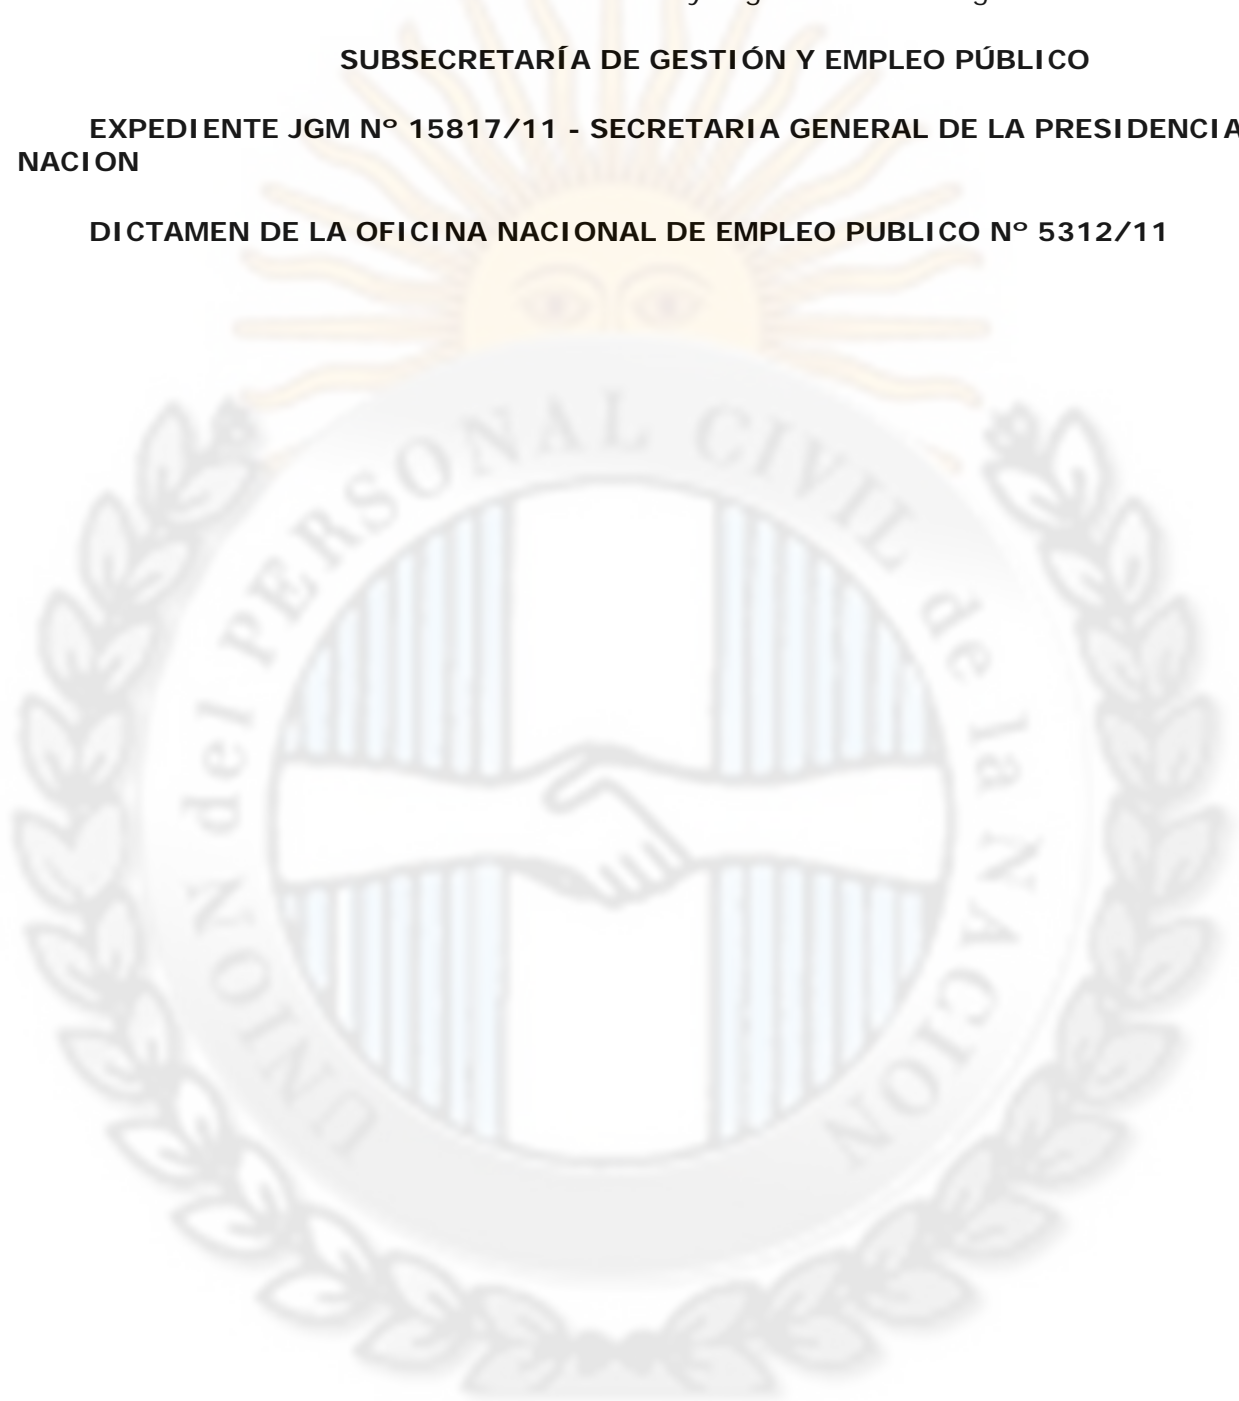 SUBSECRETARÍA DE GESTIÓN Y EMPLEO PÚBLICO
EXPEDIENTE JGM Nº 15817/11 - SECRETARIA GENERAL DE LA PRESIDENCIA
NACION
DICTAMEN DE LA OFICINA NACIONAL DE EMPLEO PUBLICO Nº 5312/11
UNION del PERSONAL CIVIL de la NACION